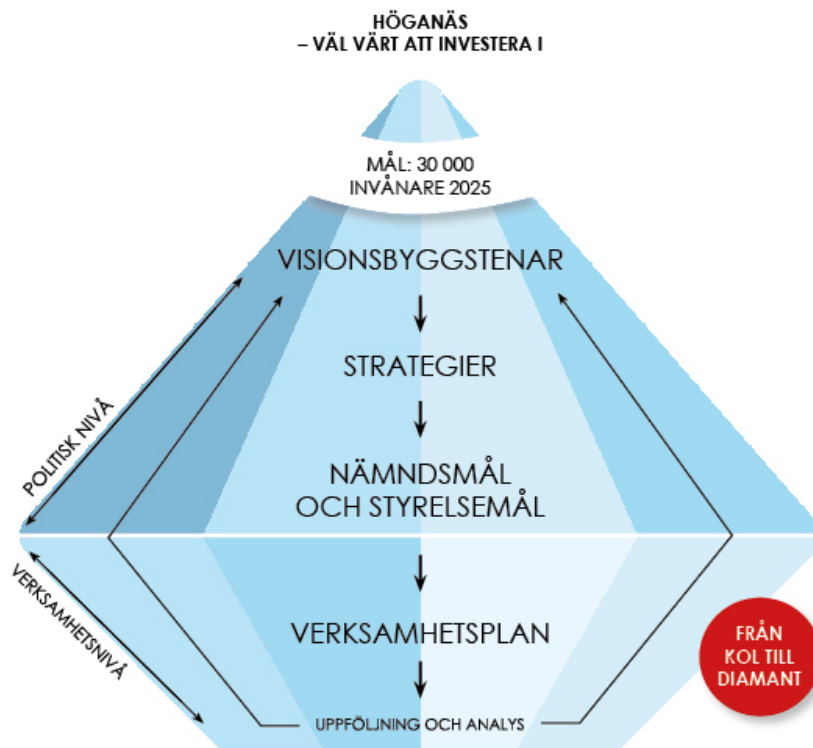 HÖGANÄS
– VÄL VÄRT ATT INVESTERA I
MÅL: 30 000
INVÅNARE 2025
VISIONSBYGGSTENAR
STRATEGIER
NÄMNDSMÅL
OCH STYRELSEMÅL
POLITISK NIVÅ
VERKSAMHETSNIVÅ
VERKSAMHETSPLAN
UPPFÖLJNING OCH ANALYS
FRÅN
KOL TILL
DIAMANT